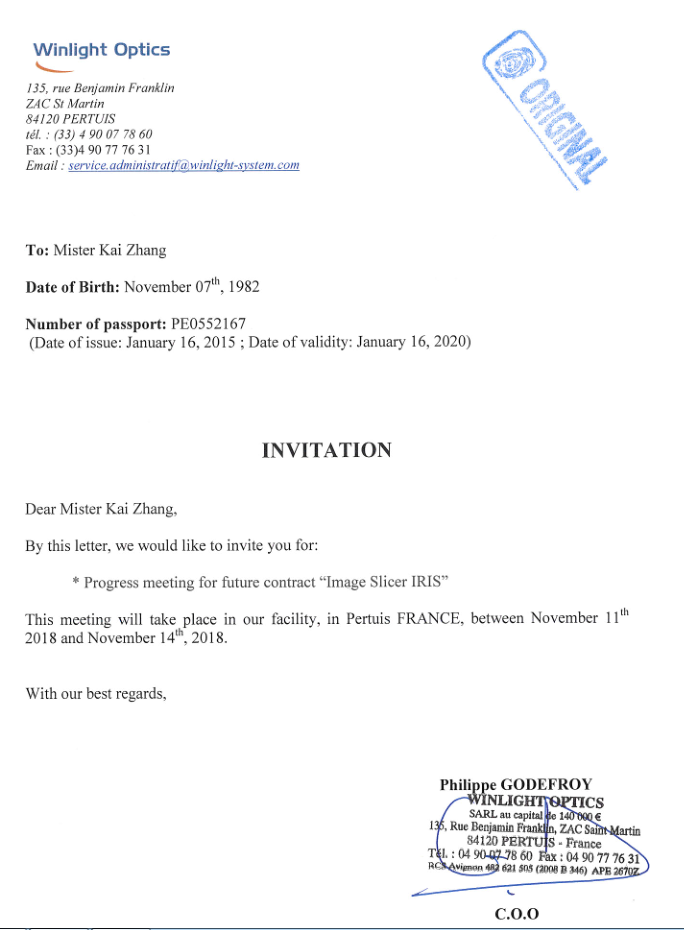 Winlight Optics
135, rue Benjamin Franklin
ZAC St Martin
84120 PERTUIS
tél. : (33) 4 90 07 78 60
Fax : (33)4 90 77 76 31
Email : service.administratif@winlight-system.com
ORIGINAL
To: Mister Kai Zhang
Date of Birth: November 07th, 1982
Number of passport: PE0552167
(Date of issue: January 16, 2015 ; Date of validity: January 16, 2020)
INVITATION
Dear Mister Kai Zhang,
By this letter, we would like to invite you for:
* Progress meeting for future contract “Image Slicer IRIS”
This meeting will take place in our facility, in Pertuis FRANCE, between November 11th
2018 and November 14th, 2018.
With our best regards,
Philippe GODEFROY
WINLIGHT OPTICS
SARL au capital de 140 000 €
135, Rue Benjamin Franklin, ZAC Saint Martin
84120 PERTUIS - France
Tél. : 04 90 07 78 60 Fax : 04 90 77 76 31
RCS Avignon 482 621 505 (2008 B 346) APE 2670Z
C.O.O